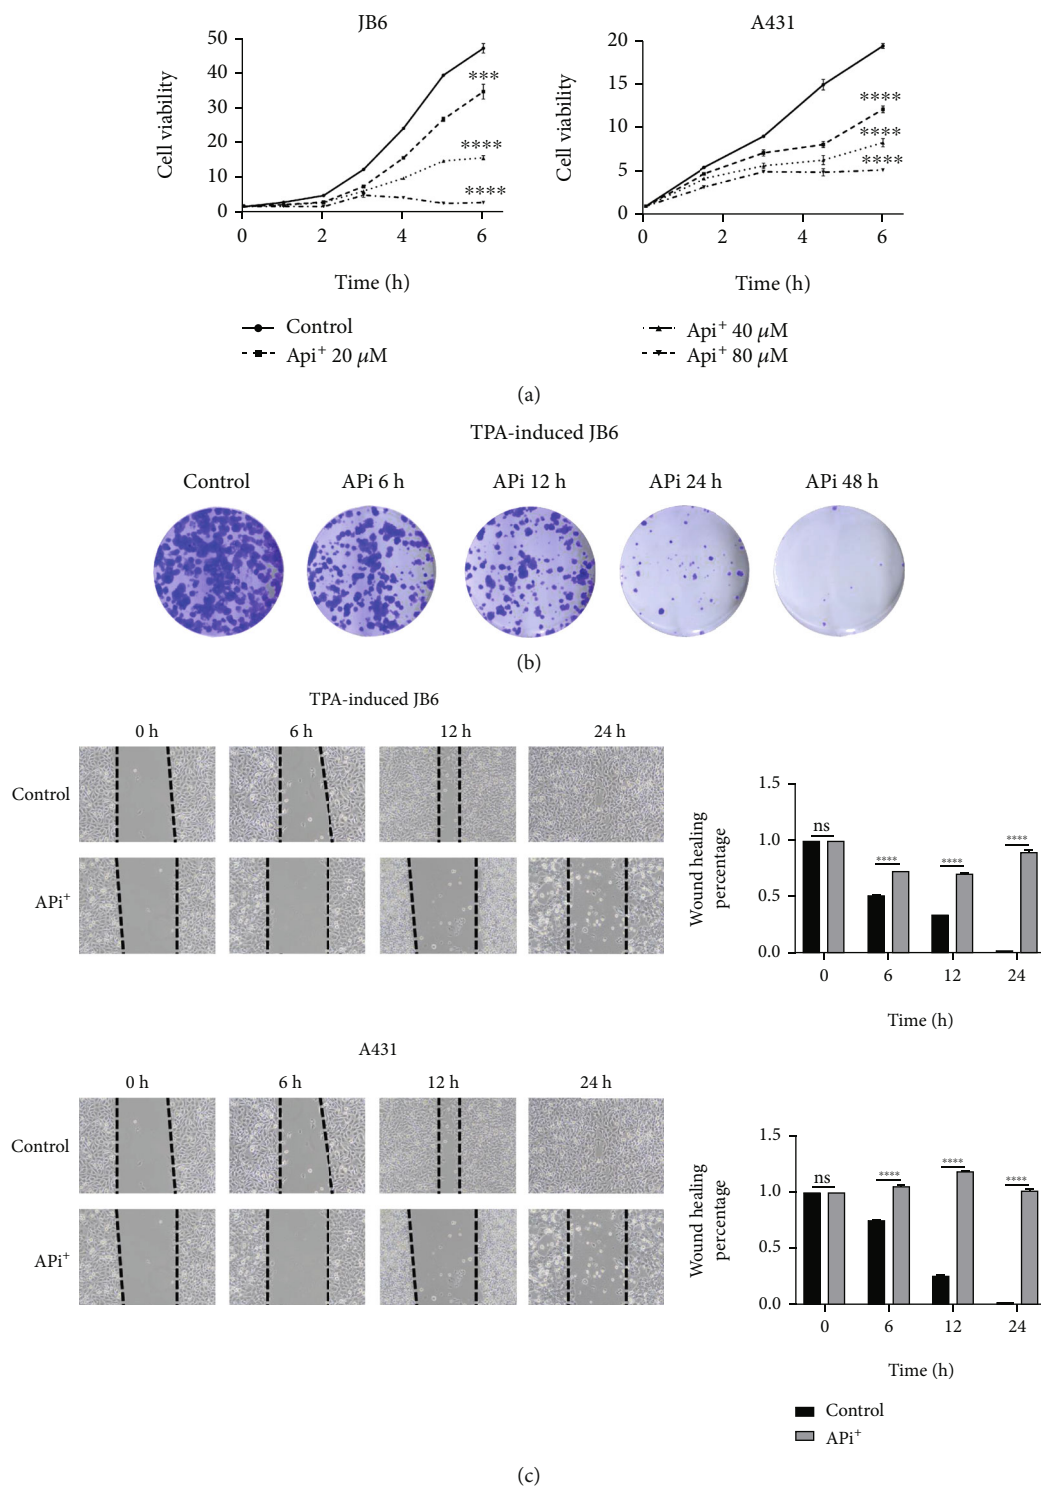 JB6
A431
50
40
30
20
10
0
Cell viability
***
****
****
0 2 4 6
Time (h)
20
15
10
5
0
Cell viability
****
****
****
0 2 4 6
Time (h)
Control
Api+ 20 μM
Api+ 40 μM
Api+ 80 μM
(a)
TPA-induced JB6
Control APi 6 h APi 12 h APi 24 h APi 48 h
(b)
TPA-induced JB6
0 h 6 h 12 h 24 h
Control
APi+
1.5
1.0
0.5
0.0
Wound healing
percentage
ns **** **** ****
0 6 12 24
Time (h)
A431
0 h 6 h 12 h 24 h
Control
APi+
1.5
1.0
0.5
0.0
Wound healing
percentage
ns **** **** ****
0 6 12 24
Time (h)
Control
APi+
(c)